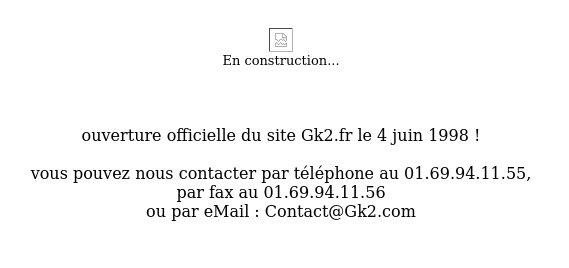 En construction...
ouverture officielle du site Gk2.fr le 4 juin 1998 !
vous pouvez nous contacter par téléphone au 01.69.94.11.55,
par fax au 01.69.94.11.56
ou par eMail : Contact@Gk2.com